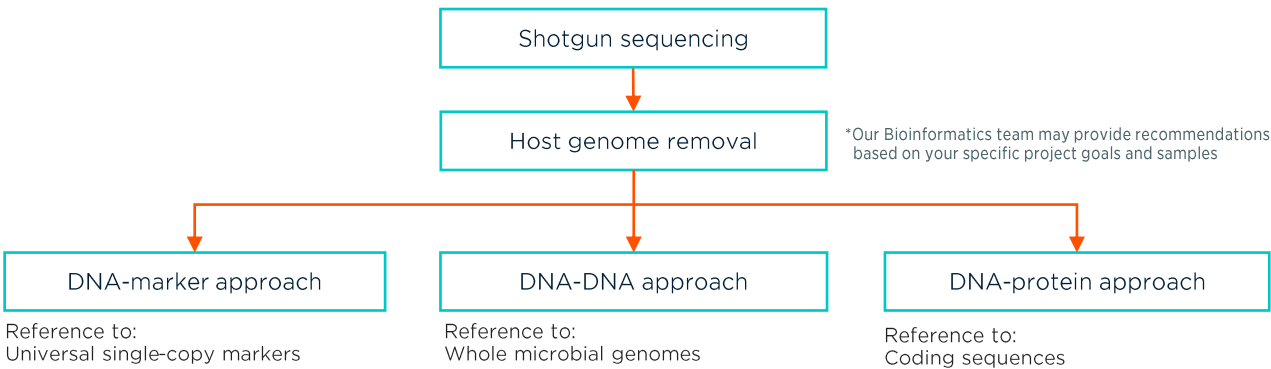 Shotgun sequencing
Host genome removal
*Our Bioinformatics team may provide recommendations
based on your specific project goals and samples
DNA-marker approach
DNA-DNA approach
DNA-protein approach
Reference to:
Universal single-copy markers
Reference to:
Whole microbial genomes
Reference to:
Coding sequences